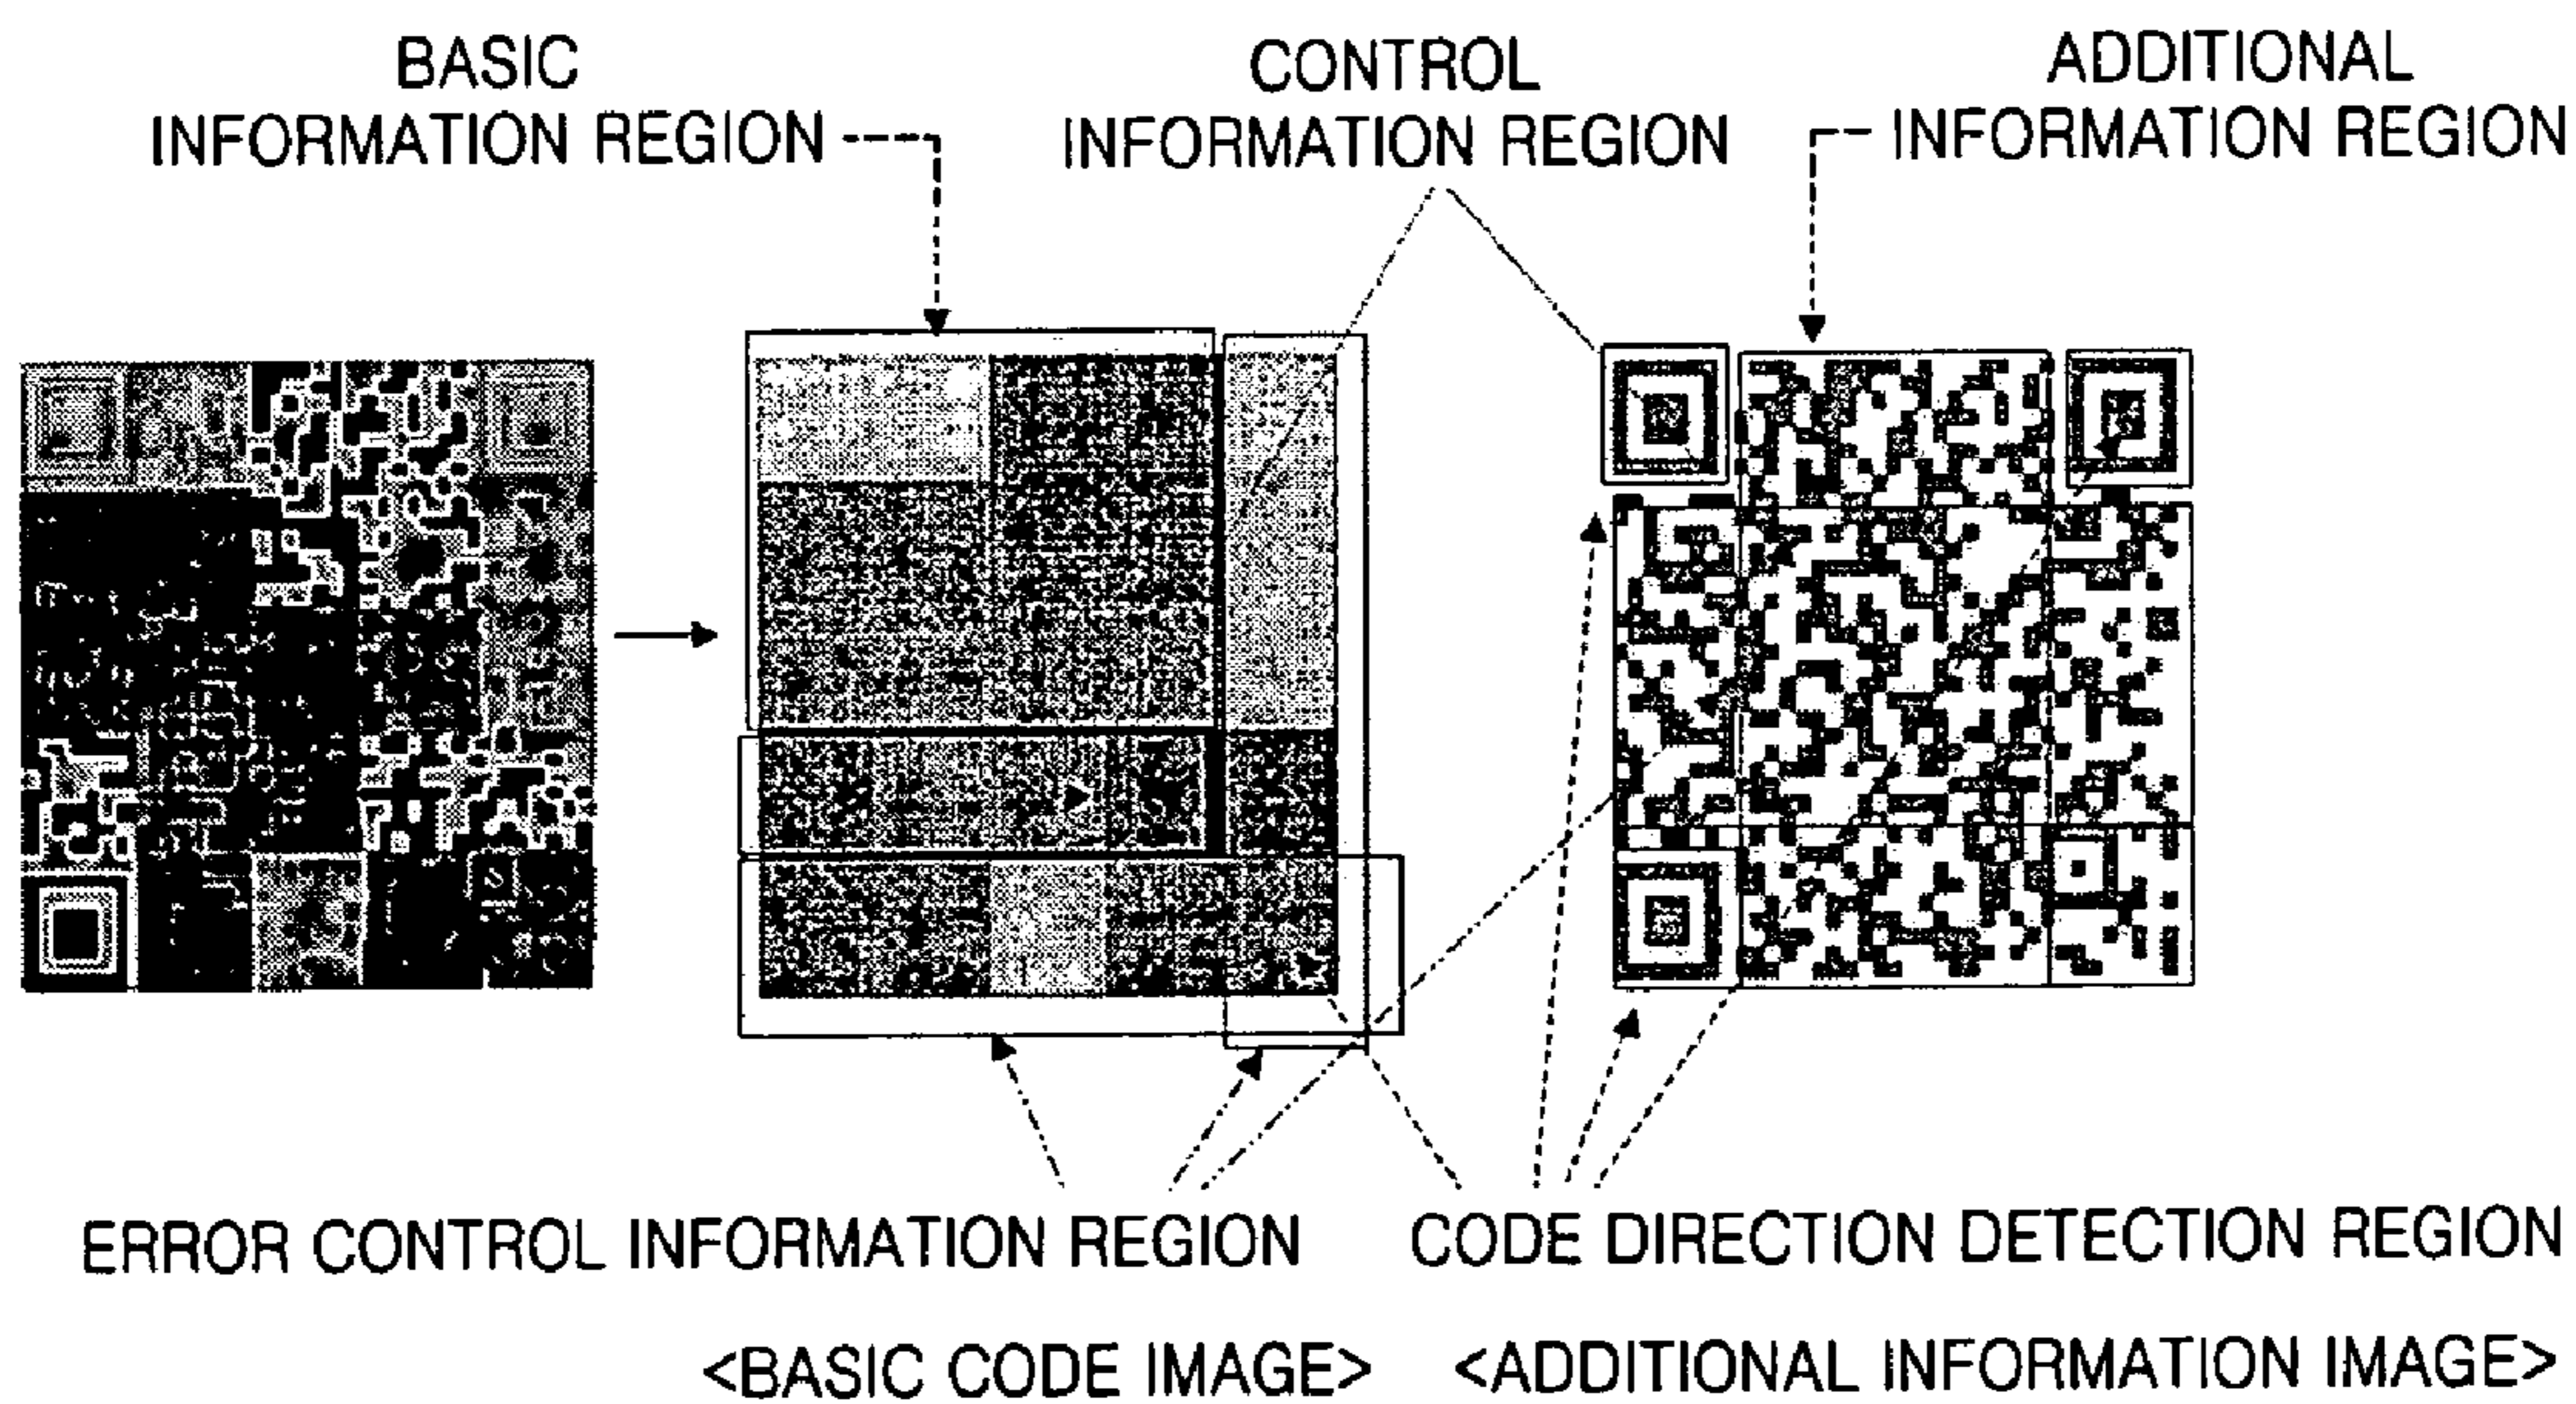 BASIC
INFORMATION REGION
CONTROL
INFORMATION REGION
ADDITIONAL
INFORMATION REGION
ERROR CONTROL INFORMATION REGION
CODE DIRECTION DETECTION REGION
<BASIC CODE IMAGE>
<ADDITIONAL INFORMATION IMAGE>